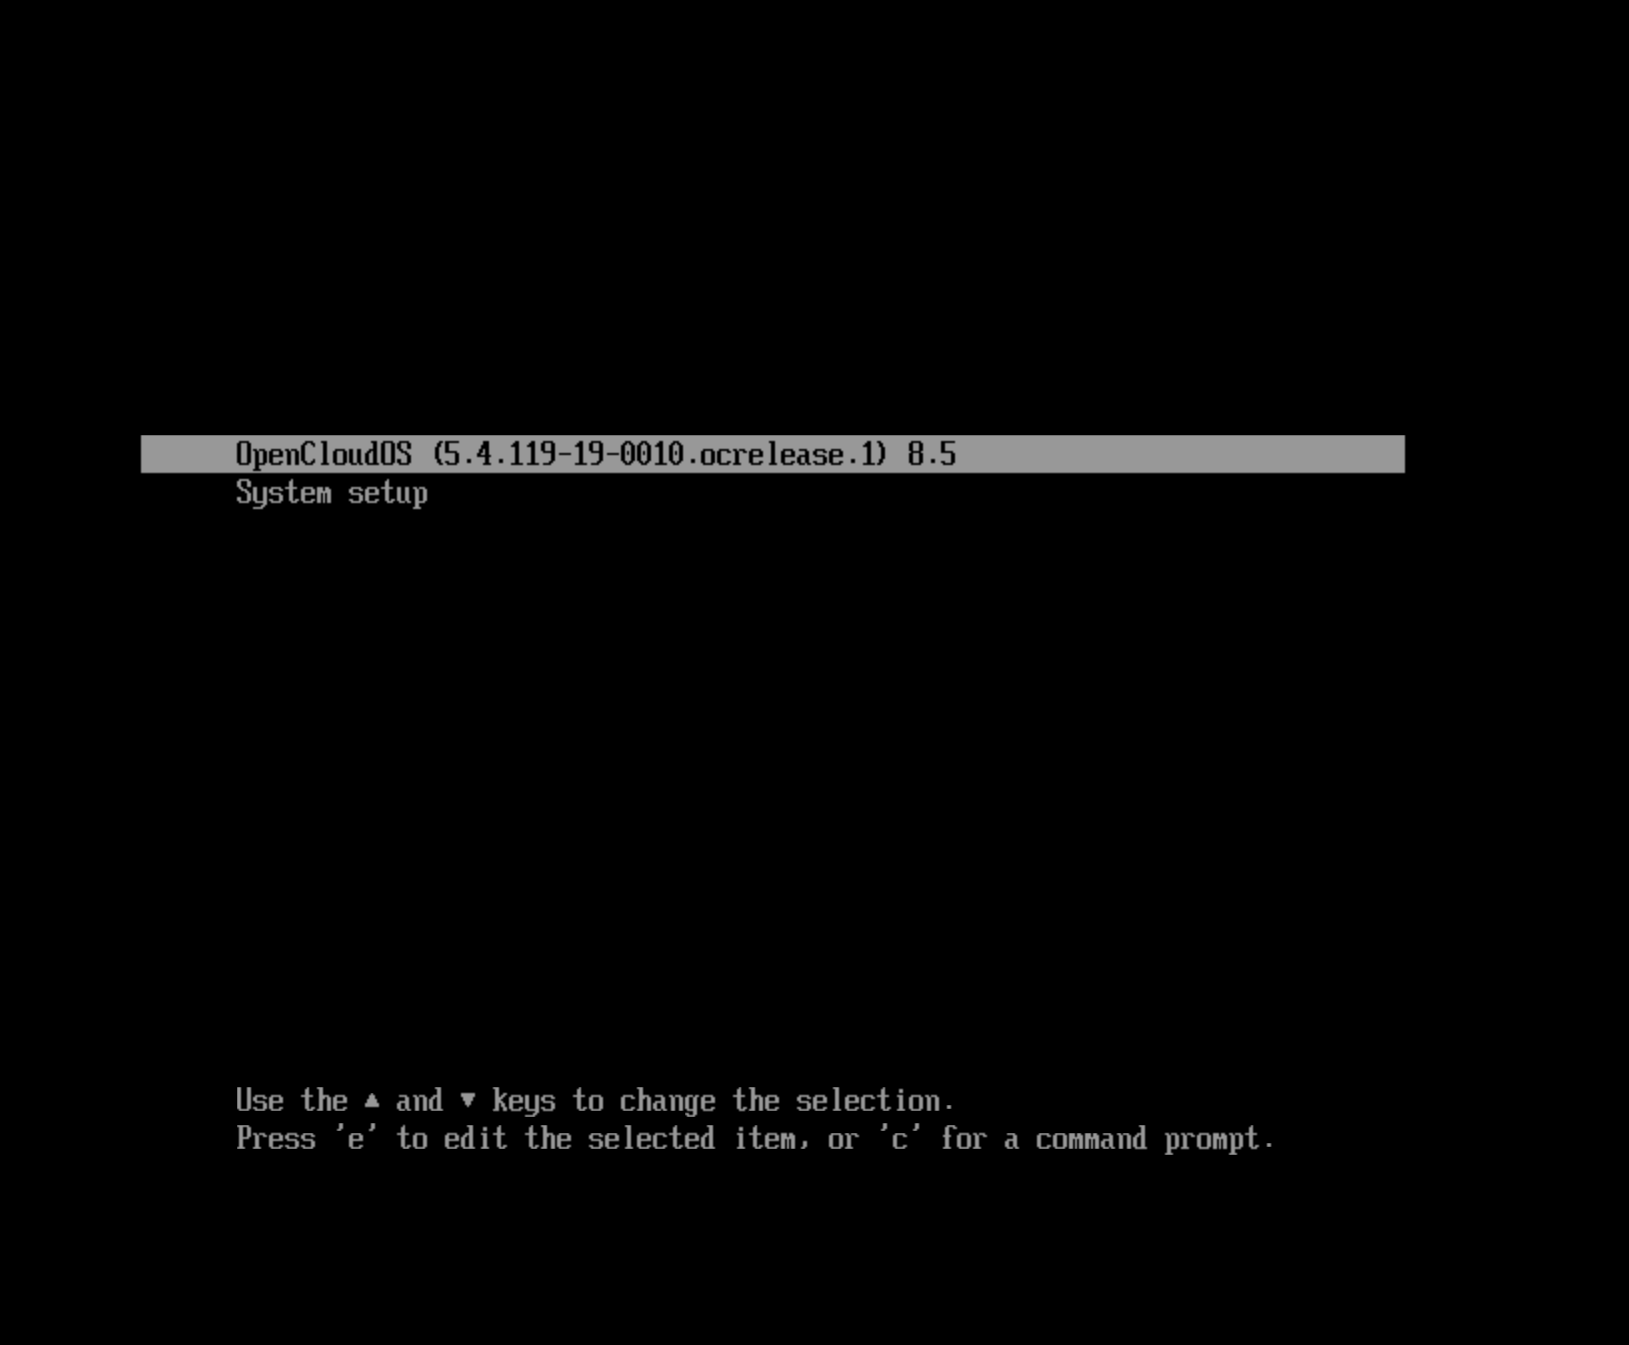 OpenCloudOS (5.4.119-19-0010.ocrelease.1) 8.5
System setup
Use the ▲ and ▼ keys to change the selection.
Press 'e' to edit the selected item, or 'c' for a command prompt.